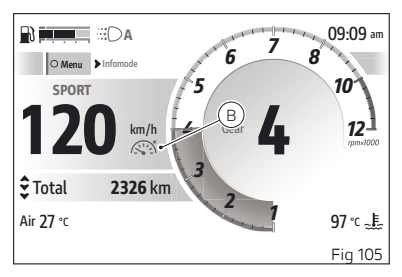 A 09:09 am
Menu Infomode
SPORT
120 km/h
B
Gear
4
1
2
3
4
5
6
7
8
10
12
rpm×1000
Total 2326 km
Air 27 °C
97 °C
Fig 105